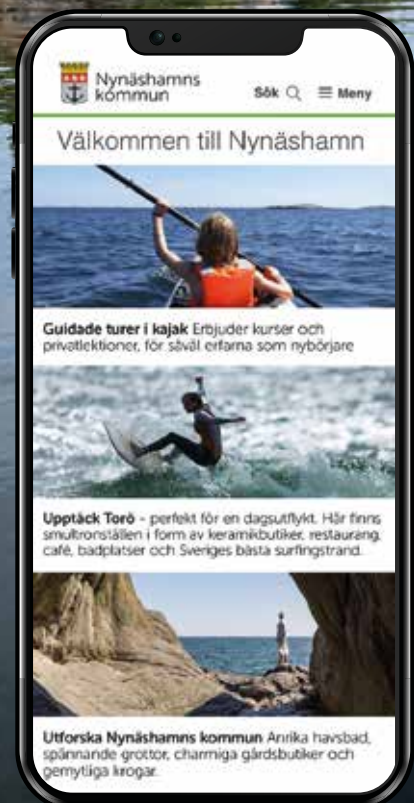 Nynäshamns
kommun
Sök
Meny
Välkommen till Nynäshamn
Guidade turer i kajak Erbjuder kurser och
privatlektioner, för såväl erfarna som nybörjare
Upptäck Torö - perfekt för en dagsutflykt. Här finns
smultronställen i form av keramikbutiker, restaurang,
café, badplatser och Sveriges bästa surfingstrand.
Utforska Nynäshamns kommun Anrika havsbad,
spännande grottor, charmiga gårdsbutiker och
gemytliga krogar.